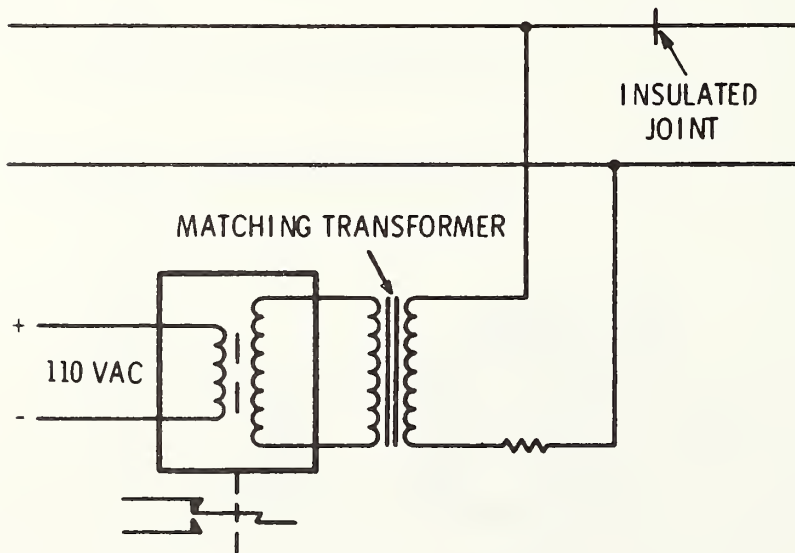 INSULATED
JOINT
MATCHING TRANSFORMER
+
110 VAC
-